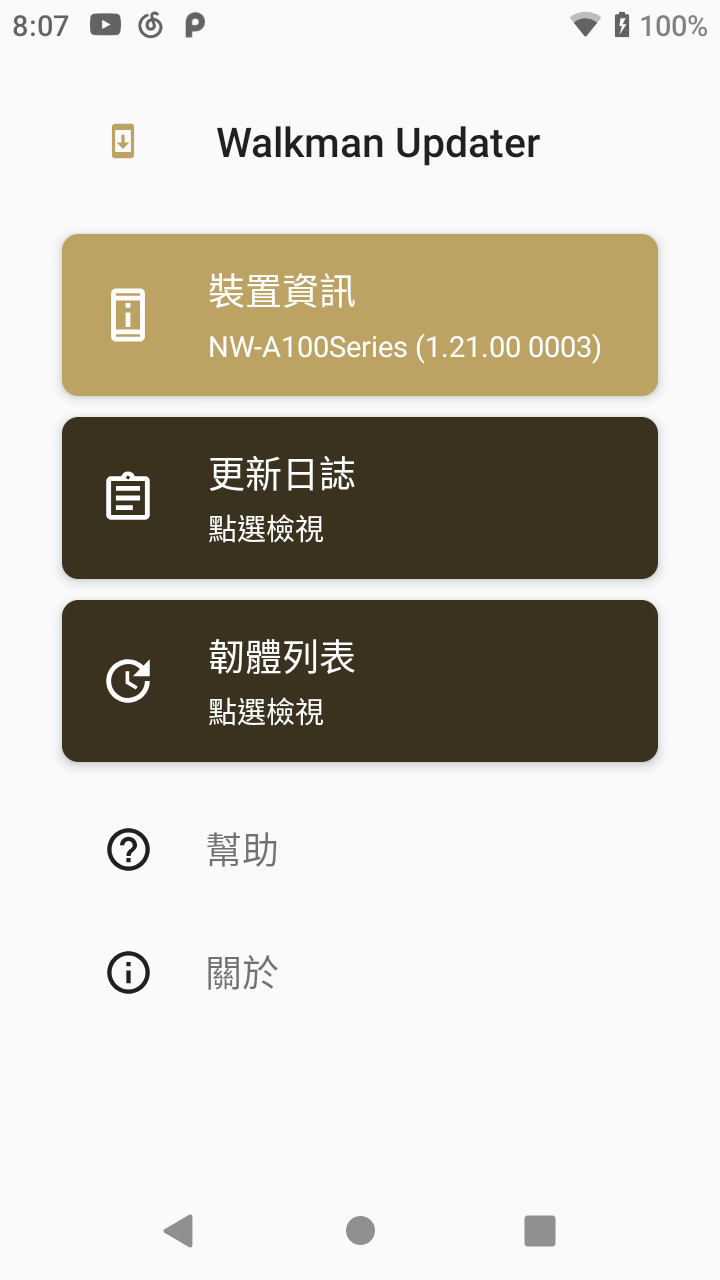 8:07
100%
Walkman Updater
裝置資訊
NW-A100Series (1.21.00 0003)
更新日誌
點選檢視
韌體列表
點選檢視
幫助
關於